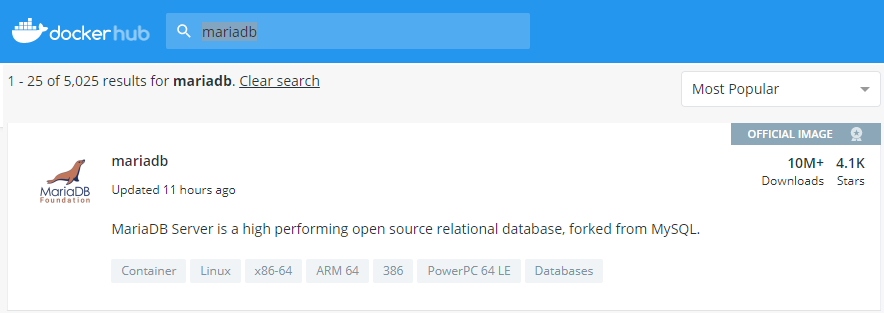 docker hub
mariadb
1 - 25 of 5,025 results for mariadb. Clear search
Most Popular
OFFICIAL IMAGE
MariaDB
Foundation
mariadb
10M+ 4.1K
Downloads Stars
Updated 11 hours ago
MariaDB Server is a high performing open source relational database, forked from MySQL.
Container Linux x86-64 ARM 64 386 PowerPC 64 LE Databases